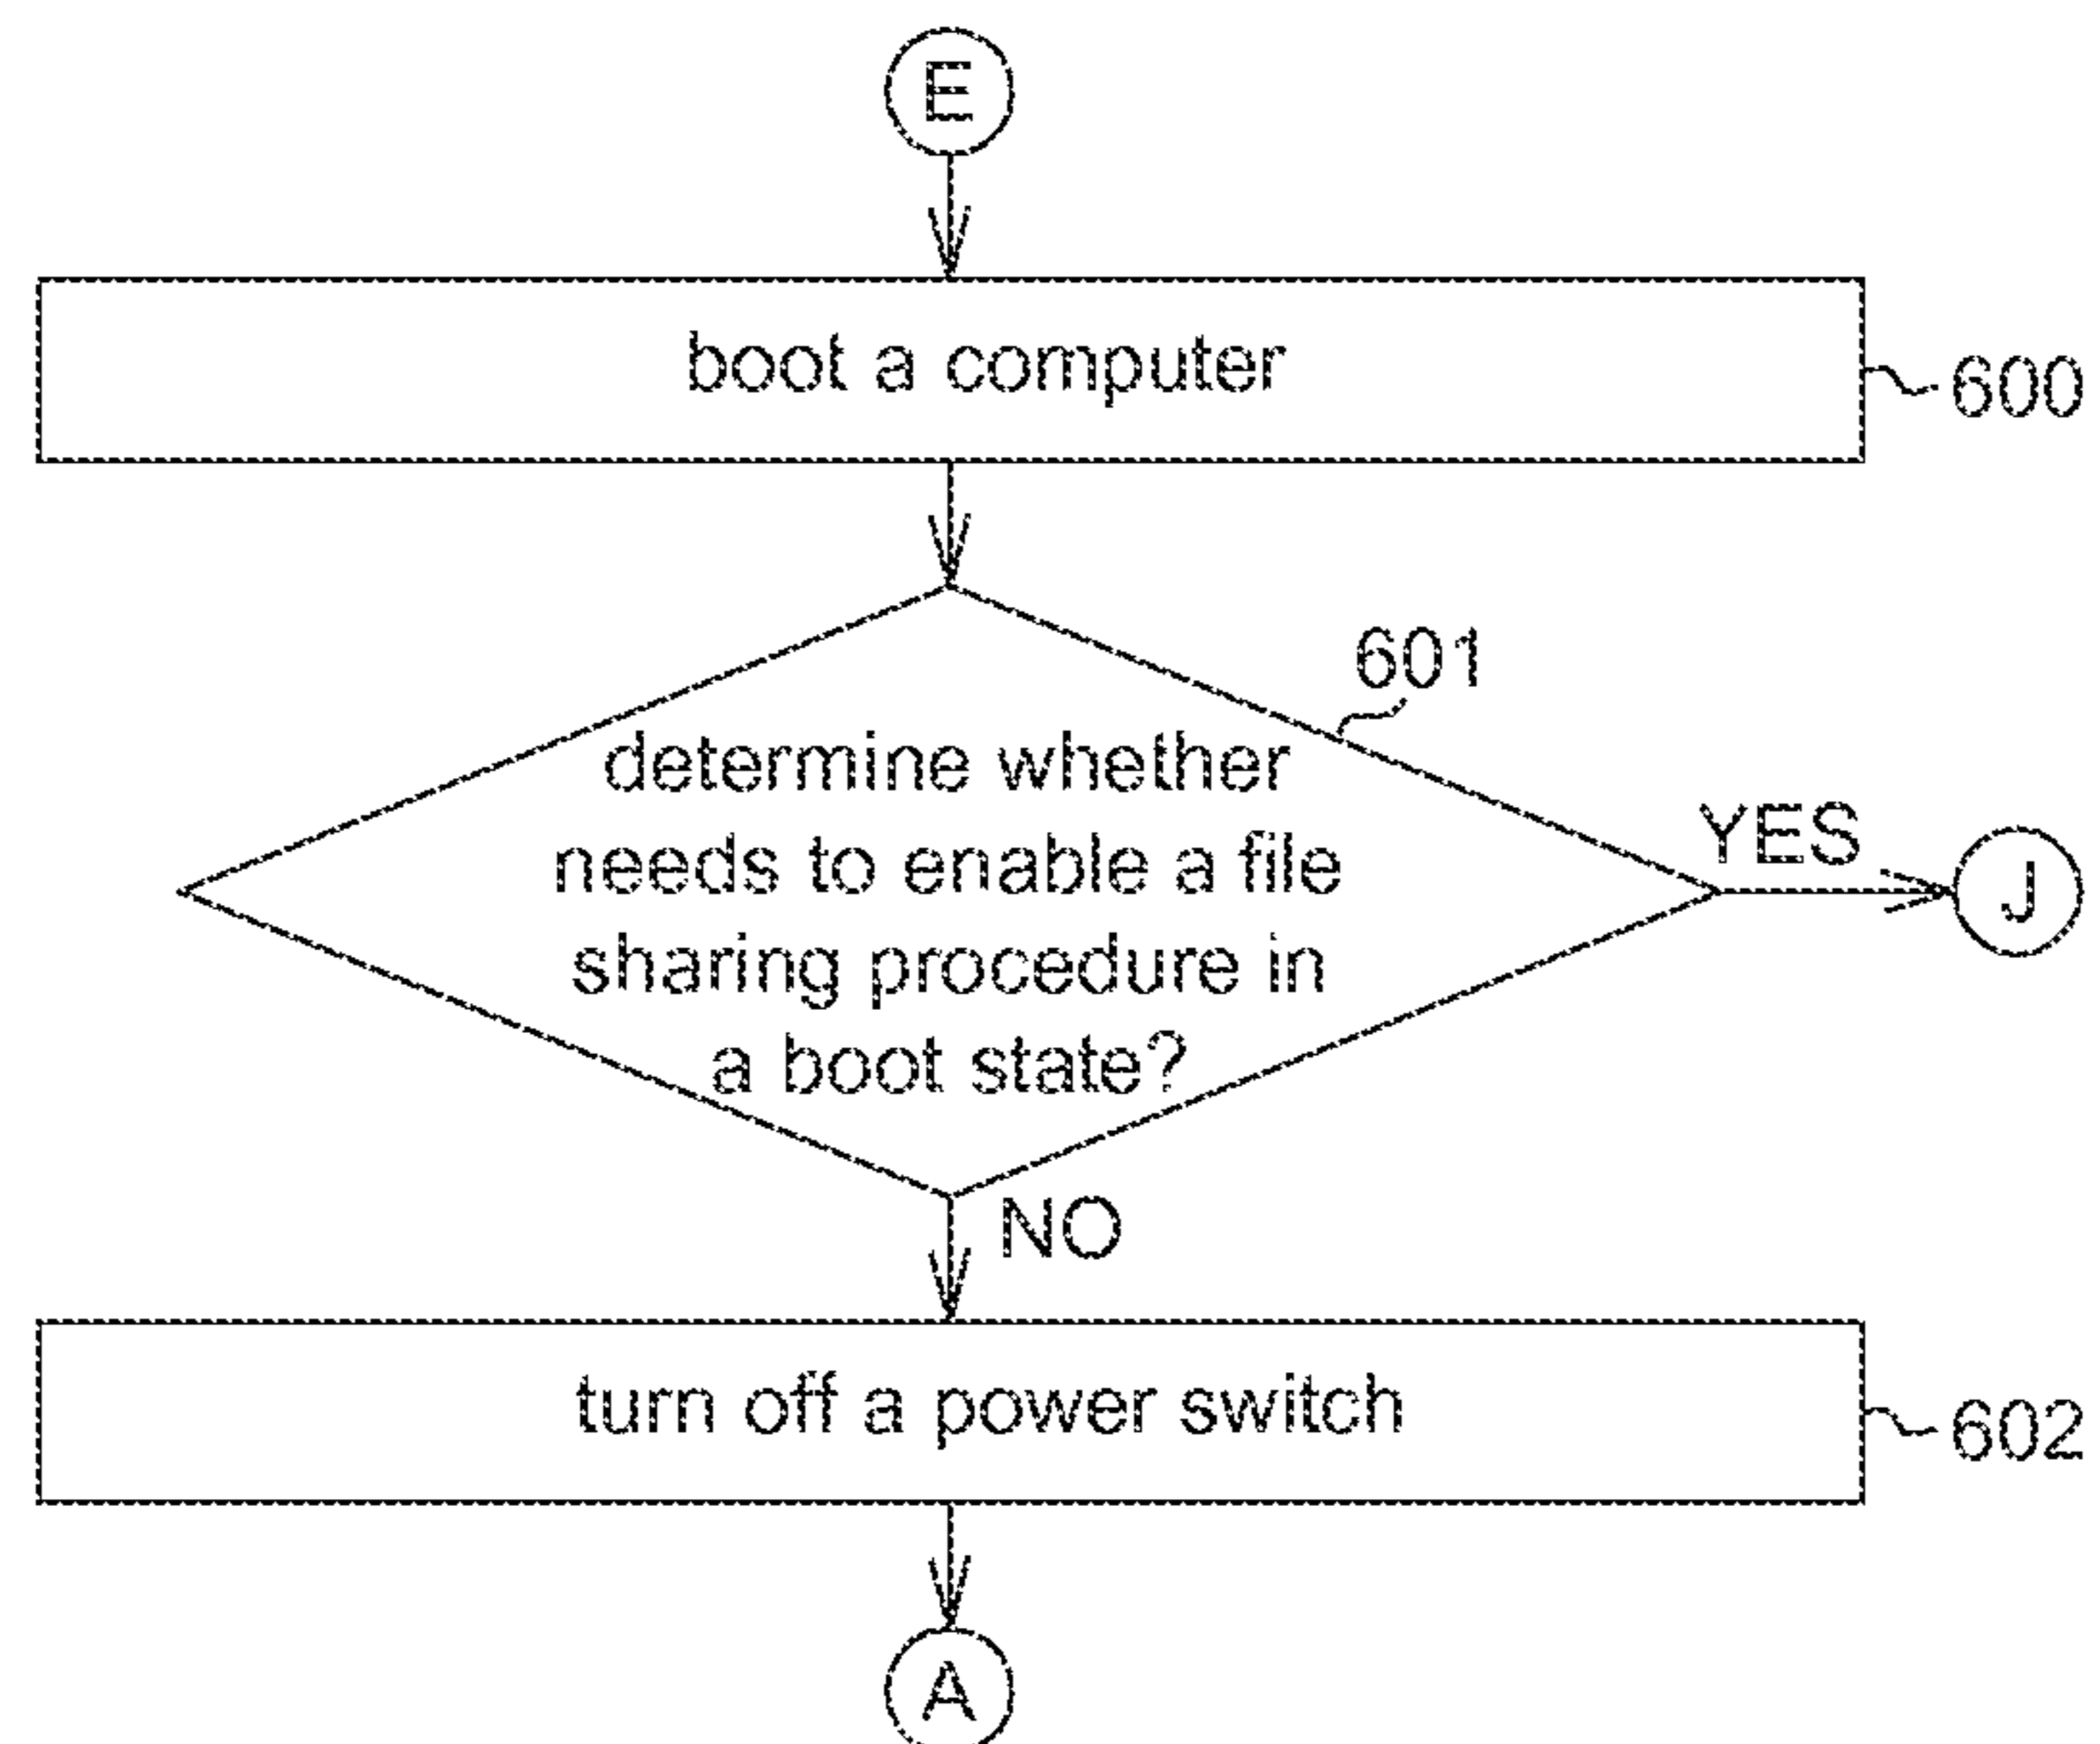 E
boot a computer
600
601
determine whether
needs to enable a file
sharing procedure in
a boot state?
YES
J
NO
turn off a power switch
602
A